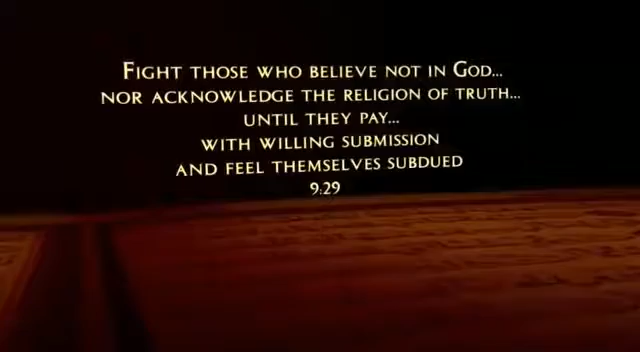 FIGHT THOSE WHO BELIEVE NOT IN GOD...
NOR ACKNOWLEDGE THE RELIGION OF TRUTH...
UNTIL THEY PAY...
WITH WILLING SUBMISSION
AND FEEL THEMSELVES SUBDUED
9:29